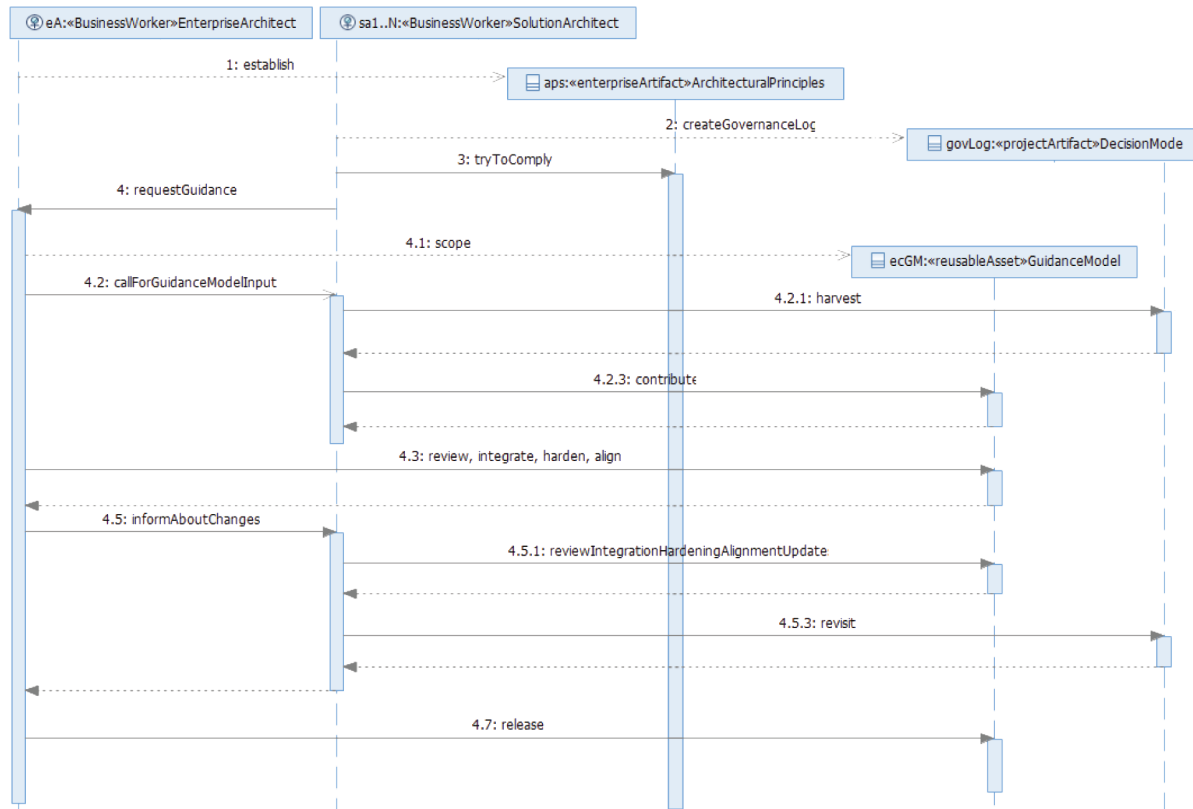 eA:«BusinessWorker»EnterpriseArchitect
sa1..N:«BusinessWorker»SolutionArchitect
1: establish
aps:«enterpriseArtifact»ArchitecturalPrinciples
2: createGovernanceLog
govLog:«projectArtifact»DecisionMode
3: tryToComply
4: requestGuidance
4.1: scope
ecGM:«reusableAsset»GuidanceModel
4.2: callForGuidanceModelInput
4.2.1: harvest
4.2.3: contribute
4.3: review, integrate, harden, align
4.5: informAboutChanges
4.5.1: reviewIntegrationHardeningAlignmentUpdates
4.5.3: revisit
4.7: release